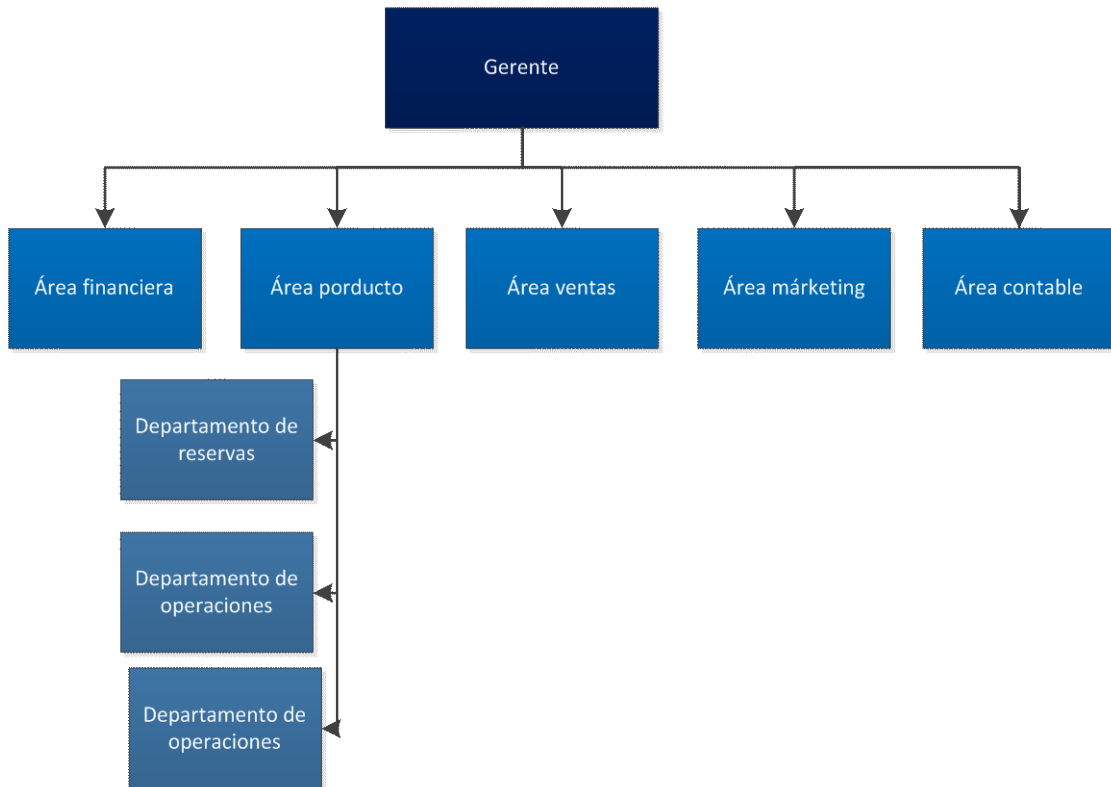 Gerente
Área financiera
Área porducto
Área ventas
Área márketing
Área contable
Departamento de
reservas
Departamento de
operaciones
Departamento de
operaciones